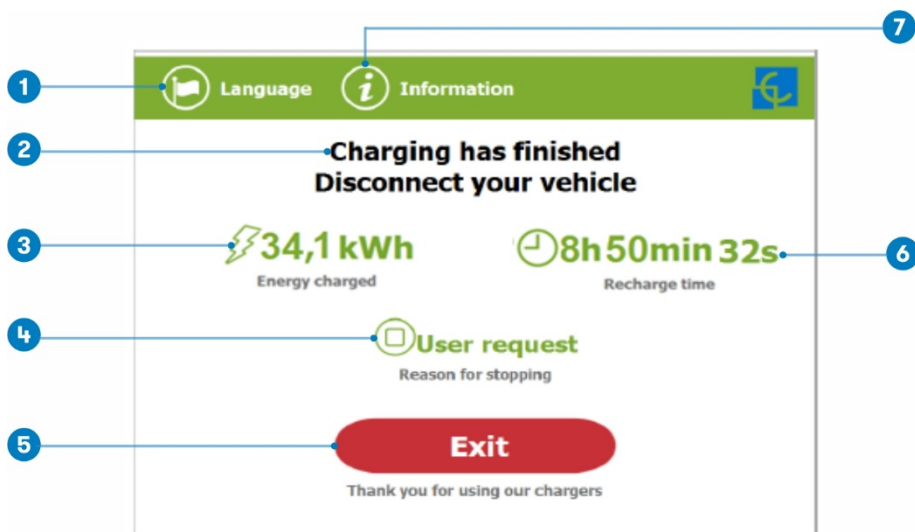 7
1
Language
Information
2
Charging has finished
Disconnect your vehicle
3
34,1 kWh
8h 50min 32s
6
Energy charged
Recharge time
4
User request
Reason for stopping
5
Exit
Thank you for using our chargers